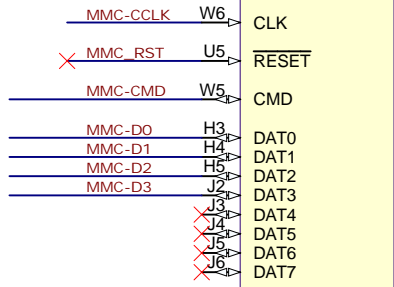 MMC-CCLK W6 CLK
MMC_RST U5 RESET
MMC-CMD W5 CMD
MMC-D0 H3 DAT0
MMC-D1 H4 DAT1
MMC-D2 H5 DAT2
MMC-D3 J2 DAT3
J3 DAT4
J4 DAT5
J5 DAT6
J6 DAT7